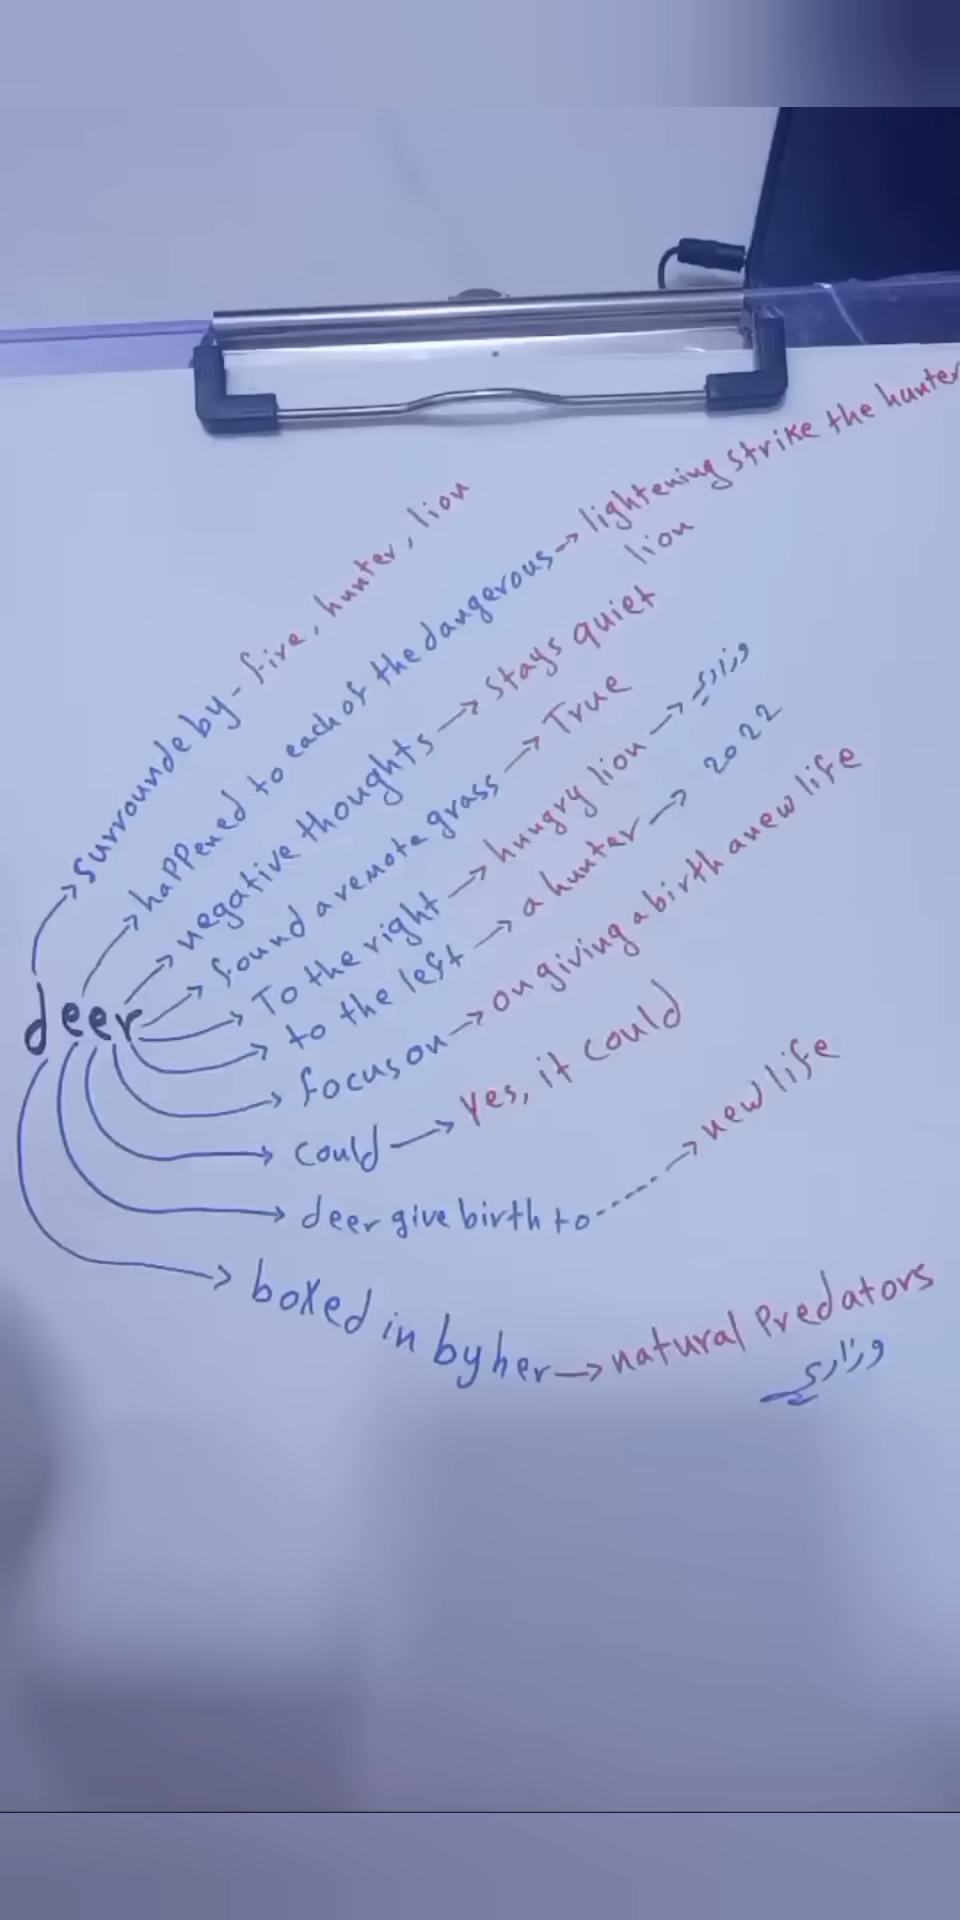 surrounde by - fire, hunter, lion
happened to each of the dangerous → lightening strike the hunter
lion
negative thoughts → stays quiet
found a remote grass → True
To the right → hungry lion → وزاري
to the left → a hunter → 2022
focus on → on giving a birth a new life
could → yes, it could
deer
deer give birth to ----→ new life
boxed in by her → natural Predators
وزاري